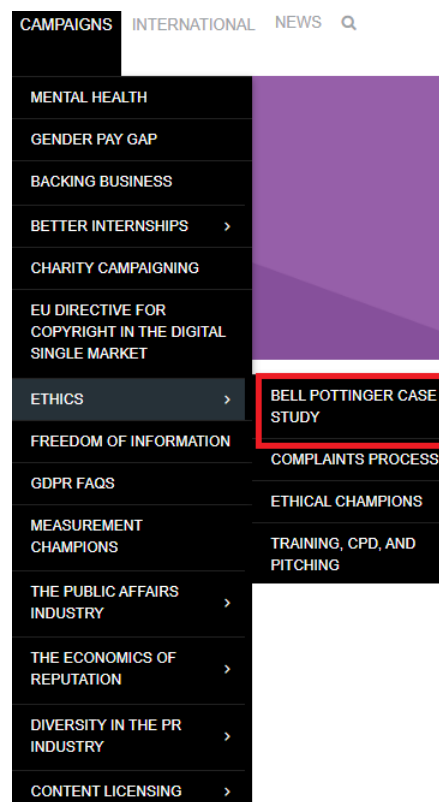 CAMPAIGNS INTERNATIONAL NEWS
MENTAL HEALTH
GENDER PAY GAP
BACKING BUSINESS
BETTER INTERNSHIPS
CHARITY CAMPAIGNING
EU DIRECTIVE FOR
COPYRIGHT IN THE DIGITAL
SINGLE MARKET
ETHICS
BELL POTTINGER CASE
STUDY
COMPLAINTS PROCESS
ETHICAL CHAMPIONS
TRAINING, CPD, AND
PITCHING
FREEDOM OF INFORMATION
GDPR FAQS
MEASUREMENT
CHAMPIONS
THE PUBLIC AFFAIRS
INDUSTRY
THE ECONOMICS OF
REPUTATION
DIVERSITY IN THE PR
INDUSTRY
CONTENT LICENSING